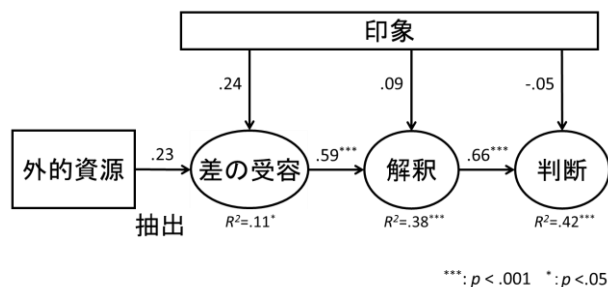 印象
.24
.09
-.05
外的資源
.23
差の受容
.59***
解釈
.66***
判断
抽出
R²=.11*
R²=.38***
R²=.42***
***: p < .001 *: p <.05